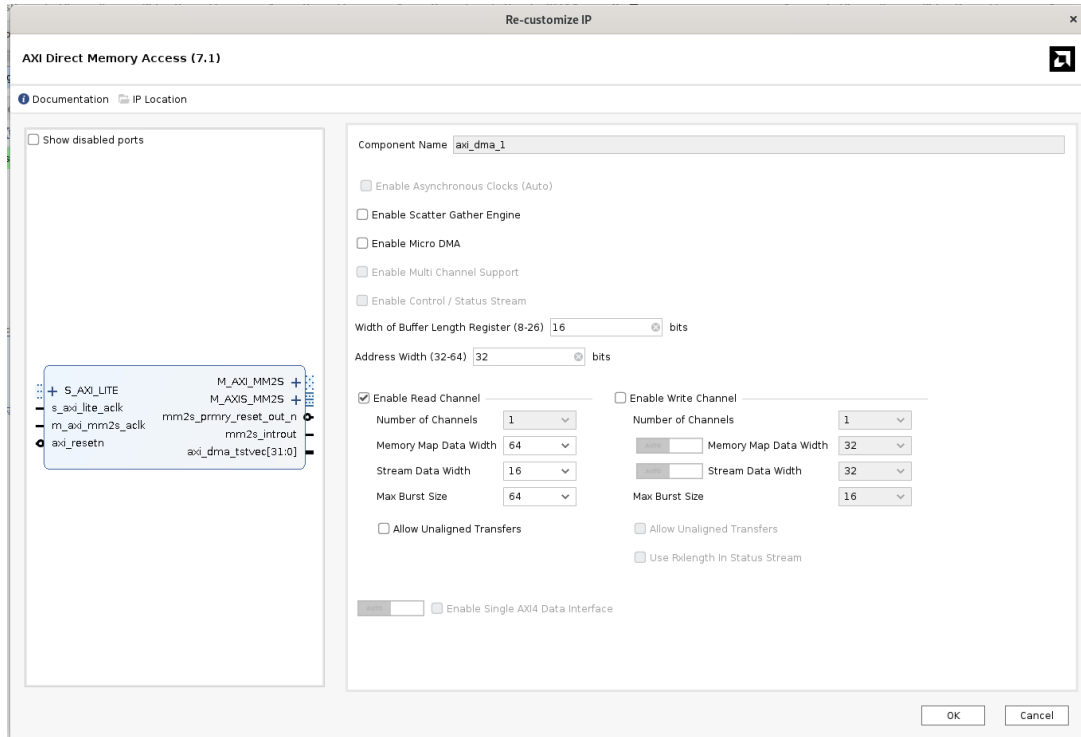 Re-customize IP
AXI Direct Memory Access (7.1)
Documentation IP Location
Show disabled ports
S_AXI_LITE
s_axi_lite_aclk
m_axi_mm2s_aclk
axi_resetn
M_AXI_MM2S
M_AXIS_MM2S
mm2s_prmry_reset_out_n
mm2s_introut
axi_dma_tstvec[31:0]
Component Name axi_dma_1
Enable Asynchronous Clocks (Auto)
Enable Scatter Gather Engine
Enable Micro DMA
Enable Multi Channel Support
Enable Control / Status Stream
Width of Buffer Length Register (8-26) 16 bits
Address Width (32-64) 32 bits
Enable Read Channel
Number of Channels 1
Memory Map Data Width 64
Stream Data Width 16
Max Burst Size 64
Allow Unaligned Transfers
Enable Write Channel
Number of Channels 1
AUTO Memory Map Data Width 32
AUTO Stream Data Width 32
Max Burst Size 16
Allow Unaligned Transfers
Use Rxlength In Status Stream
AUTO Enable Single AXI4 Data Interface
OK Cancel